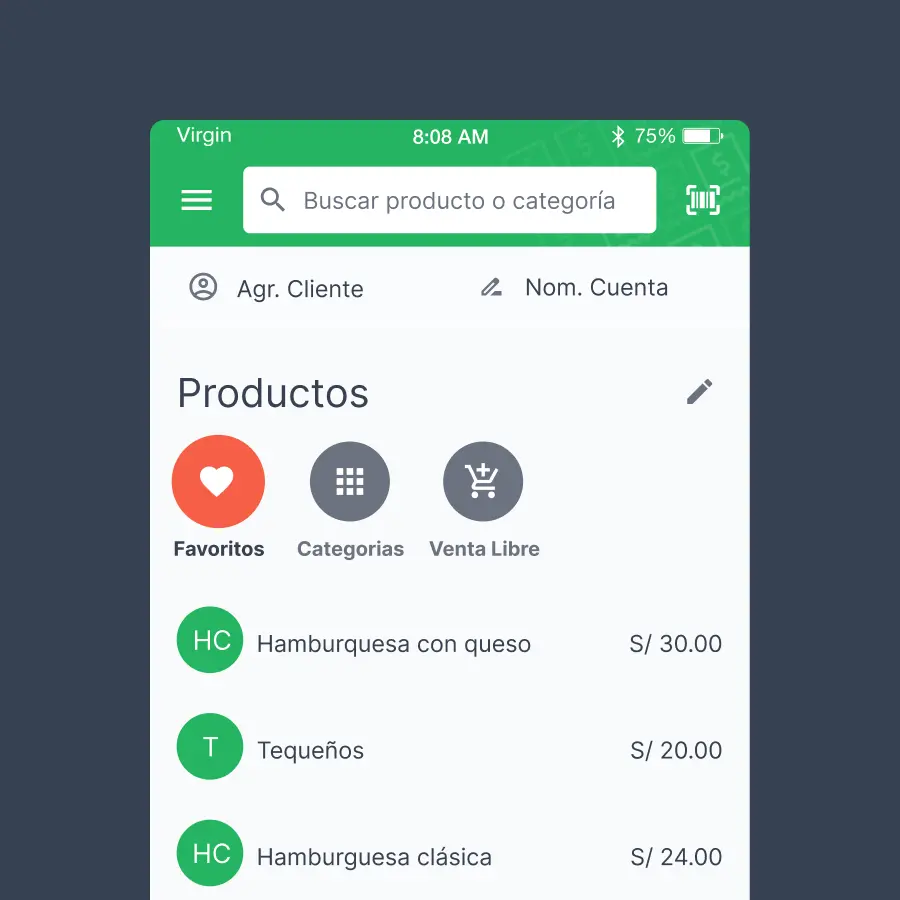 Virgin 8:08 AM 75%
Buscar producto o categoría
Agr. Cliente Nom. Cuenta
Productos
Favoritos Categorias Venta Libre
HC Hamburquesa con queso S/ 30.00
T Tequeños S/ 20.00
HC Hamburguesa clásica S/ 24.00